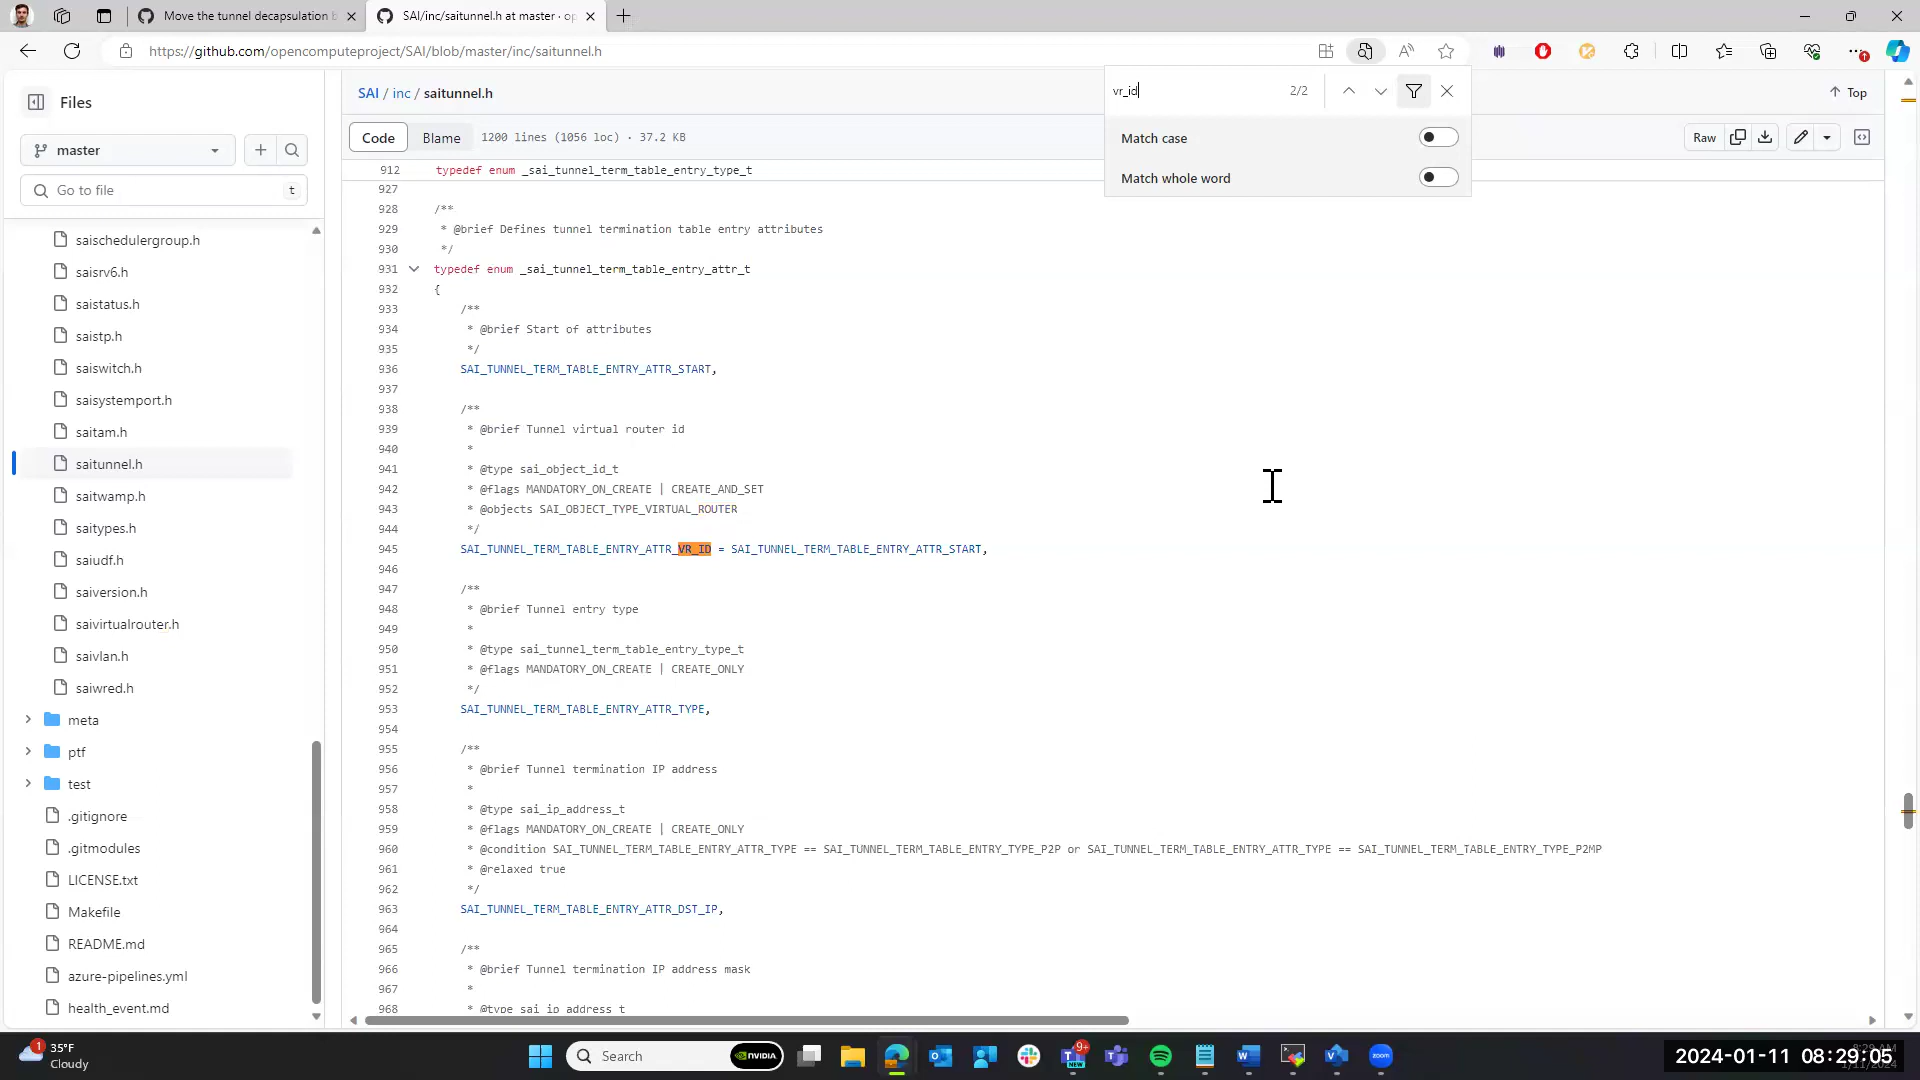 Move the tunnel decapsulation b
SAI/inc/saitunnel.h at master · op
https://github.com/opencomputeproject/SAI/blob/master/inc/saitunnel.h
vr_id
2/2
Match case
Match whole word
Files
master
Go to file
t
saischedulergroup.h
saisrv6.h
saistatus.h
saistp.h
saiswitch.h
saisystemport.h
saitam.h
saitunnel.h
saitwamp.h
saitypes.h
saiudf.h
saiversion.h
saivirtualrouter.h
saivlan.h
saiwred.h
meta
ptf
test
.gitignore
.gitmodules
LICENSE.txt
Makefile
README.md
azure-pipelines.yml
health_event.md
SAI / inc / saitunnel.h
Top
Code Blame 1200 lines (1056 loc) · 37.2 KB
Raw
912 typedef enum _sai_tunnel_term_table_entry_type_t
927
928 /**
929 * @brief Defines tunnel termination table entry attributes
930 */
931 typedef enum _sai_tunnel_term_table_entry_attr_t
932 {
933 /**
934 * @brief Start of attributes
935 */
936 SAI_TUNNEL_TERM_TABLE_ENTRY_ATTR_START,
937
938 /**
939 * @brief Tunnel virtual router id
940 *
941 * @type sai_object_id_t
942 * @flags MANDATORY_ON_CREATE | CREATE_AND_SET
943 * @objects SAI_OBJECT_TYPE_VIRTUAL_ROUTER
944 */
945 SAI_TUNNEL_TERM_TABLE_ENTRY_ATTR_VR_ID = SAI_TUNNEL_TERM_TABLE_ENTRY_ATTR_START,
946
947 /**
948 * @brief Tunnel entry type
949 *
950 * @type sai_tunnel_term_table_entry_type_t
951 * @flags MANDATORY_ON_CREATE | CREATE_ONLY
952 */
953 SAI_TUNNEL_TERM_TABLE_ENTRY_ATTR_TYPE,
954
955 /**
956 * @brief Tunnel termination IP address
957 *
958 * @type sai_ip_address_t
959 * @flags MANDATORY_ON_CREATE | CREATE_ONLY
960 * @condition SAI_TUNNEL_TERM_TABLE_ENTRY_ATTR_TYPE == SAI_TUNNEL_TERM_TABLE_ENTRY_TYPE_P2P or SAI_TUNNEL_TERM_TABLE_ENTRY_ATTR_TYPE == SAI_TUNNEL_TERM_TABLE_ENTRY_TYPE_P2MP
961 * @relaxed true
962 */
963 SAI_TUNNEL_TERM_TABLE_ENTRY_ATTR_DST_IP,
964
965 /**
966 * @brief Tunnel termination IP address mask
967 *
968 * @type sai_ip_address_t
1 35°F
Cloudy
Search
NVIDIA
9+
NEW
zoom
2024-01-11 08:29:05